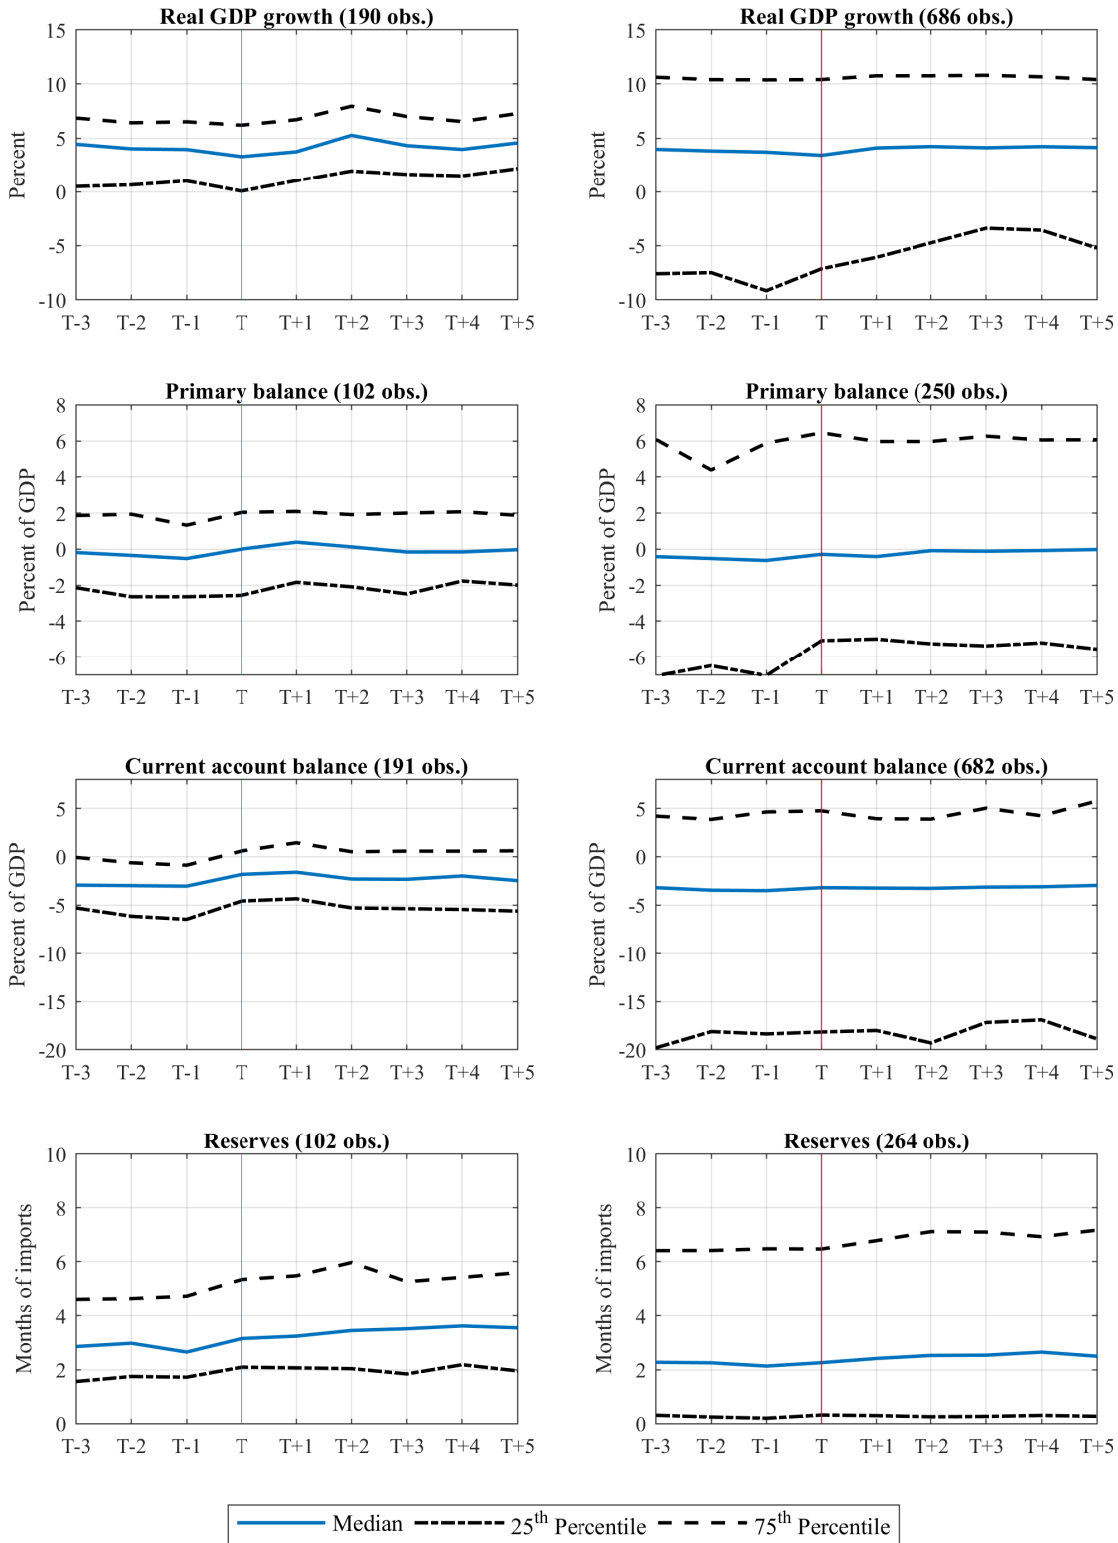 Real GDP growth (190 obs.)
Percent
15
10
5
0
-5
-10
T-3 T-2 T-1 T T+1 T+2 T+3 T+4 T+5
Real GDP growth (686 obs.)
Percent
15
10
5
0
-5
-10
T-3 T-2 T-1 T T+1 T+2 T+3 T+4 T+5
Primary balance (102 obs.)
Percent of GDP
8
6
4
2
0
-2
-4
-6
T-3 T-2 T-1 T T+1 T+2 T+3 T+4 T+5
Primary balance (250 obs.)
Percent of GDP
8
6
4
2
0
-2
-4
-6
T-3 T-2 T-1 T T+1 T+2 T+3 T+4 T+5
Current account balance (191 obs.)
Percent of GDP
5
0
-5
-10
-15
-20
T-3 T-2 T-1 T T+1 T+2 T+3 T+4 T+5
Current account balance (682 obs.)
Percent of GDP
5
0
-5
-10
-15
-20
T-3 T-2 T-1 T T+1 T+2 T+3 T+4 T+5
Reserves (102 obs.)
Months of imports
10
8
6
4
2
0
T-3 T-2 T-1 T T+1 T+2 T+3 T+4 T+5
Reserves (264 obs.)
Months of imports
10
8
6
4
2
0
T-3 T-2 T-1 T T+1 T+2 T+3 T+4 T+5
Median 25th Percentile 75th Percentile